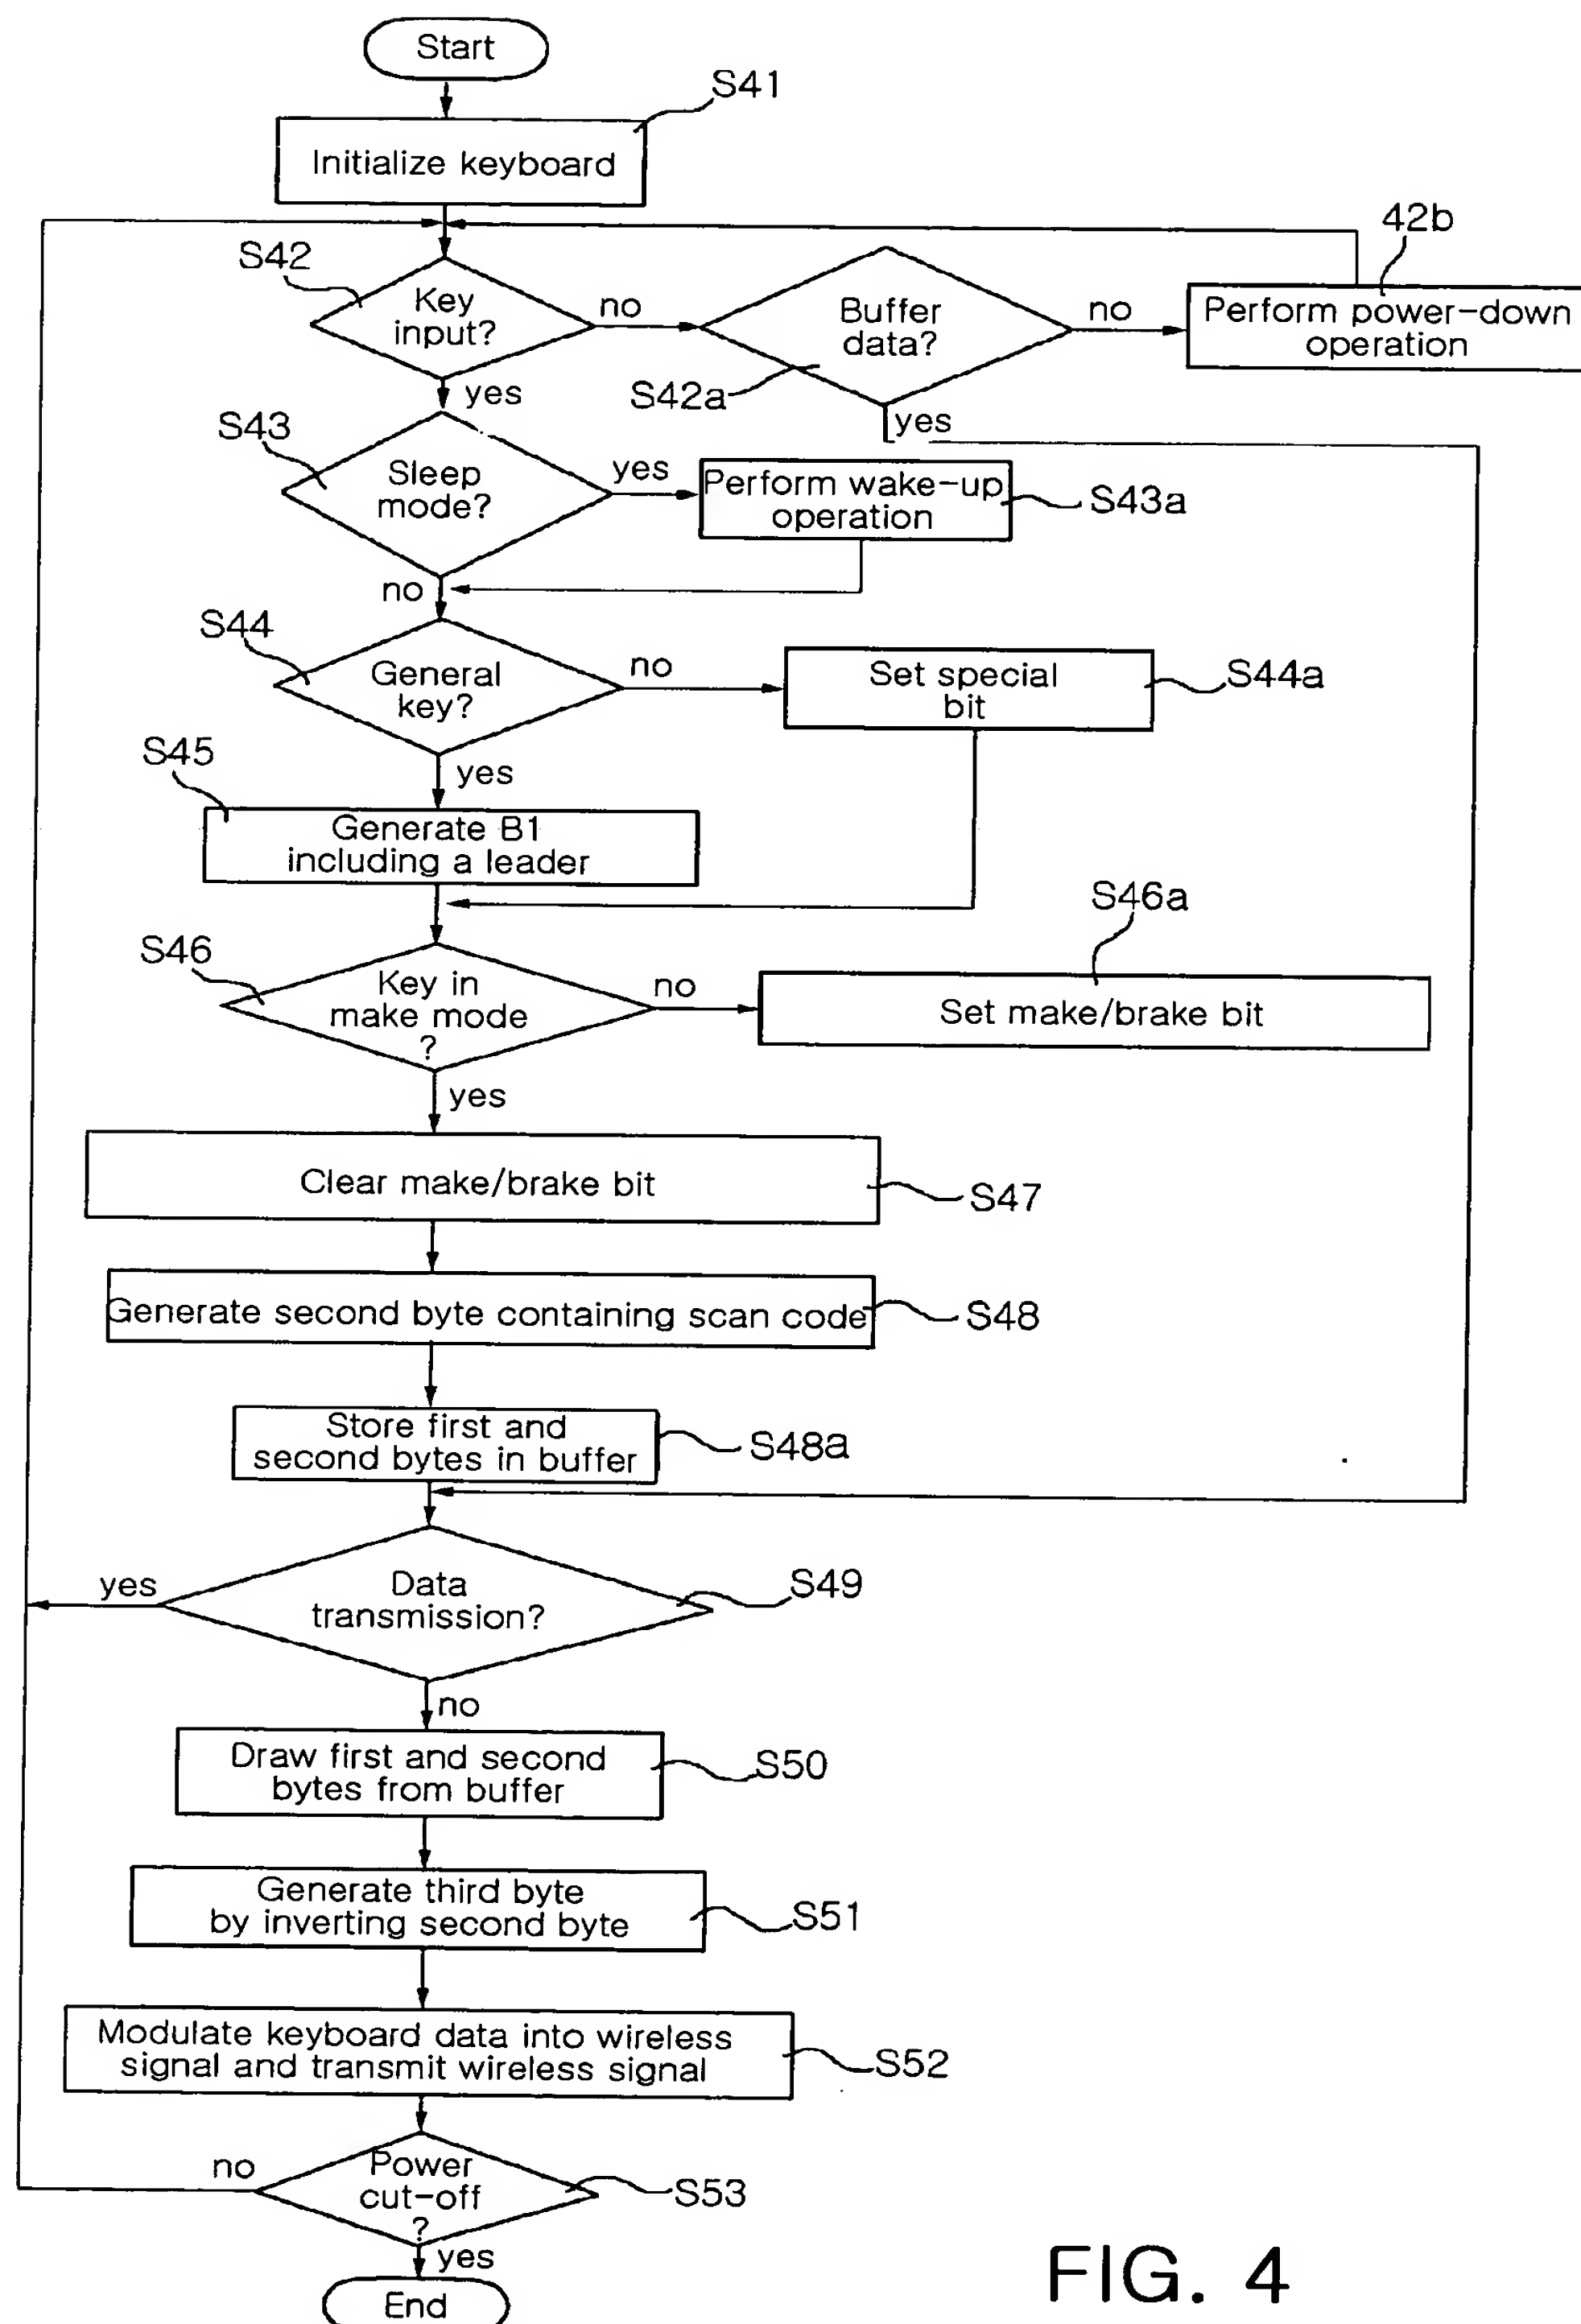 Start
S41
Initialize keyboard
42b
S42
Key
input?
no
Buffer
data?
no
Perform power-down
operation
S42a
yes
yes
S43
Sleep
mode?
yes
Perform wake-up
operation
S43a
no
S44
General
key?
no
Set special
bit
S44a
S45
yes
Generate B1
including a leader
S46a
S46
Key in
make mode
?
no
Set make/brake bit
yes
Clear make/brake bit
S47
Generate second byte containing scan code
S48
Store first and
second bytes in buffer
S48a
yes
Data
transmission?
S49
no
Draw first and second
bytes from buffer
S50
Generate third byte
by inverting second byte
S51
Modulate keyboard data into wireless
signal and transmit wireless signal
S52
no
Power
cut-off
?
S53
yes
End
FIG. 4